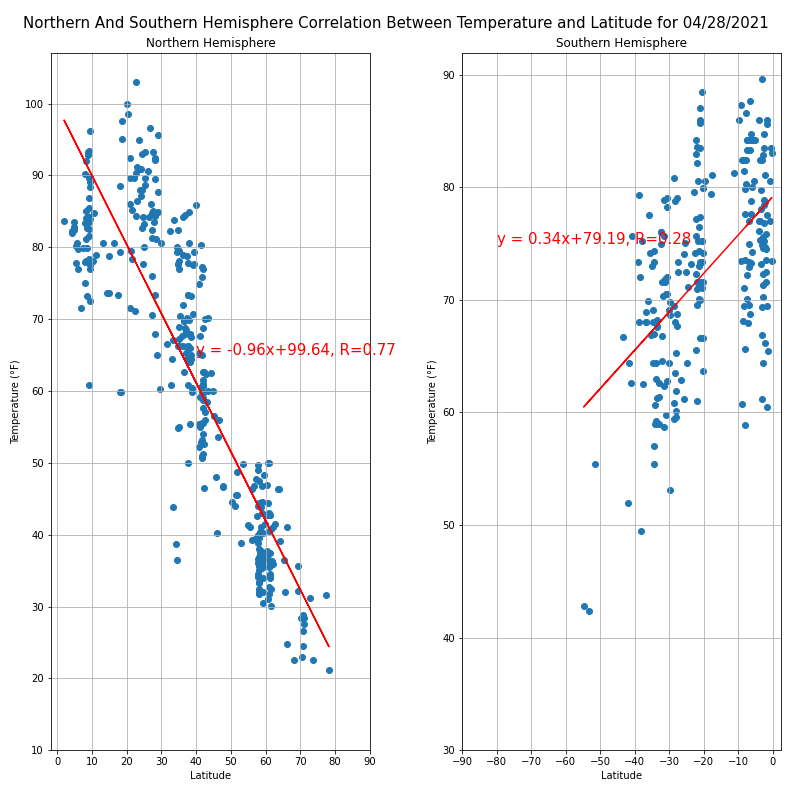 Northern And Southern Hemisphere Correlation Between Temperature and Latitude for 04/28/2021
Northern Hemisphere
100
90
80
70
60
50
40
30
20
10
Temperature (°F)
y = -0.96x+99.64, R=0.77
0 10 20 30 40 50 60 70 80 90
Latitude
Southern Hemisphere
90
80
70
60
50
40
30
Temperature (°F)
y = 0.34x+79.19, R=0.28
−90 −80 −70 −60 −50 −40 −30 −20 −10 0
Latitude